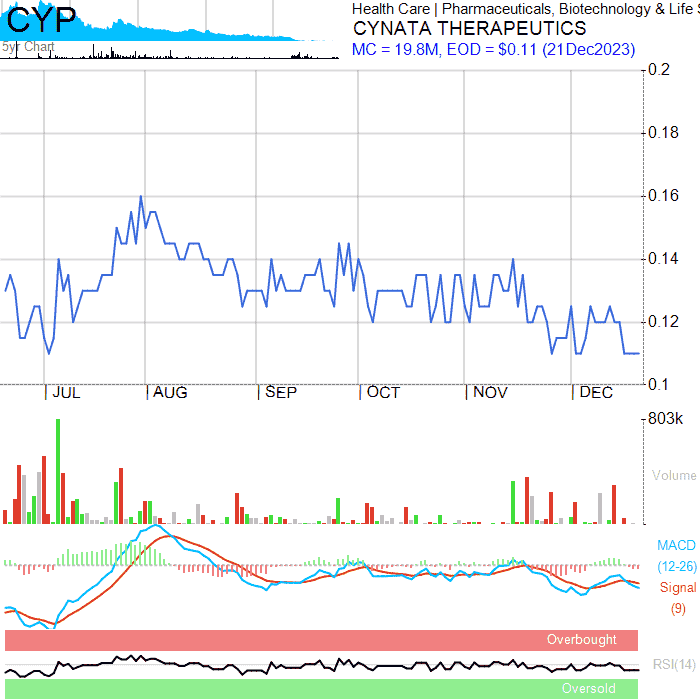 CYP
Health Care | Pharmaceuticals, Biotechnology & Life S
CYNATA THERAPEUTICS
5yr Chart
MC = 19.8M, EOD = $0.11 (21Dec2023)
0.2
0.18
0.16
0.14
0.12
0.1
JUL AUG SEP OCT NOV DEC
803k
Volume
MACD
(12-26)
Signal
(9)
Overbought
RSI(14)
Oversold